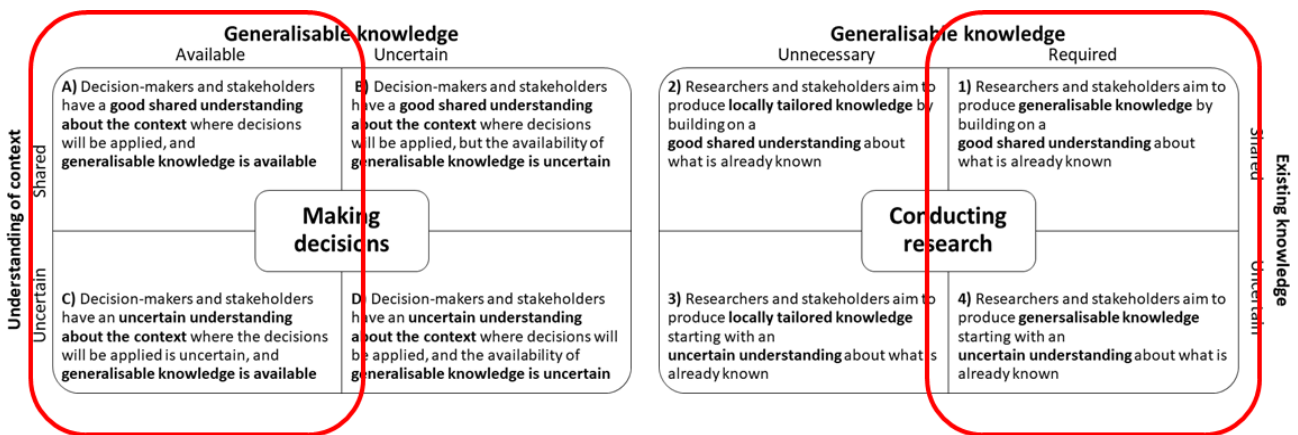 Generalisable knowledge
Available
Uncertain
Understanding of context
Shared
Uncertain
A) Decision-makers and stakeholders
have a good shared understanding
about the context where decisions
will be applied, and
generalisable knowledge is available
B) Decision-makers and stakeholders
have a good shared understanding
about the context where decisions
will be applied, but the availability of
generalisable knowledge is uncertain
Making
decisions
C) Decision-makers and stakeholders
have an uncertain understanding
about the context where the decisions
will be applied is uncertain, and
generalisable knowledge is available
D) Decision-makers and stakeholders
have an uncertain understanding
about the context where decisions will
be applied, and the availability of
generalisable knowledge is uncertain
Generalisable knowledge
Unnecessary
Required
2) Researchers and stakeholders aim to
produce locally tailored knowledge by
building on a
good shared understanding about
what is already known
1) Researchers and stakeholders aim to
produce generalisable knowledge by
building on a
good shared understanding about
what is already known
Conducting
research
3) Researchers and stakeholders aim to
produce locally tailored knowledge
starting with an
uncertain understanding about what is
already known
4) Researchers and stakeholders aim to
produce genersalisable knowledge
starting with an
uncertain understanding about what is
already known
Shared
Uncertain
Existing knowledge